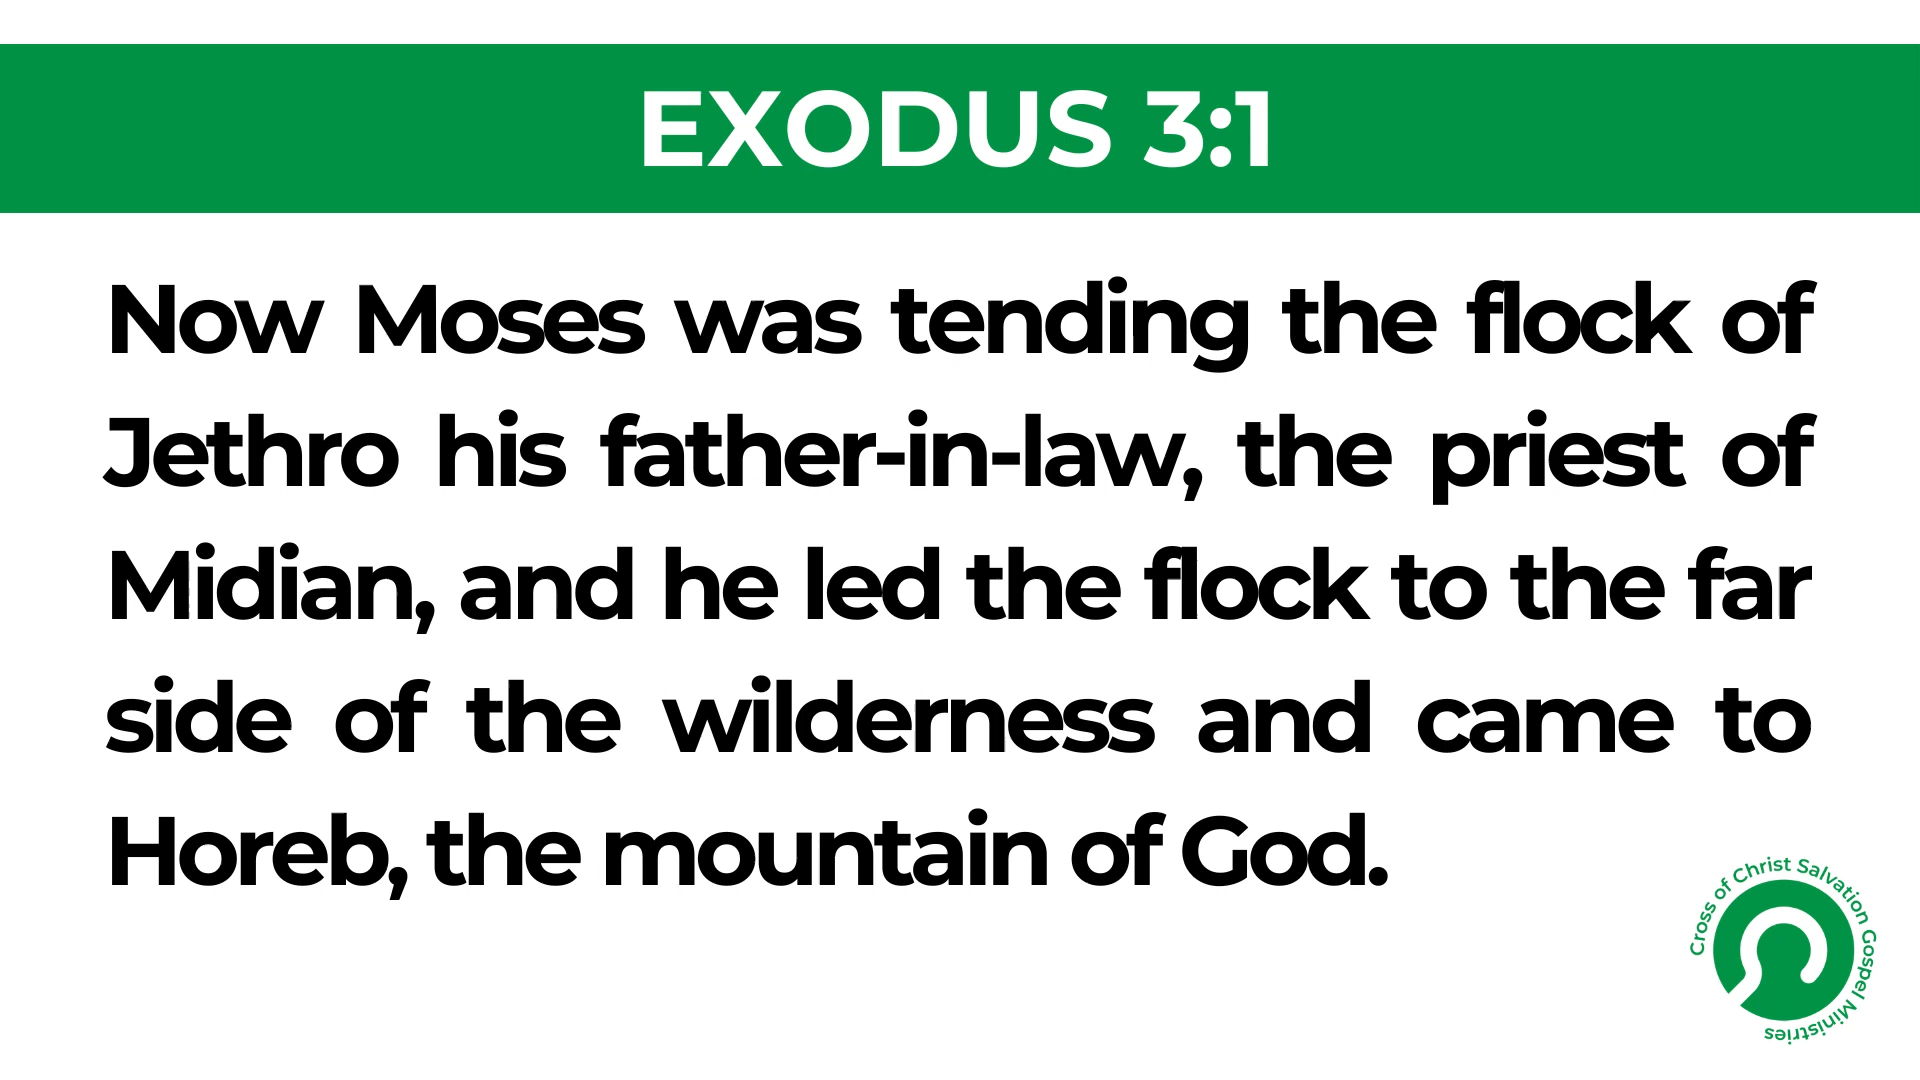 EXODUS 3:1
Now Moses was tending the flock of
Jethro his father-in-law, the priest of
Midian, and he led the flock to the far
side of the wilderness and came to
Horeb, the mountain of God.
Cross of Christ Salvation Gospel Ministries